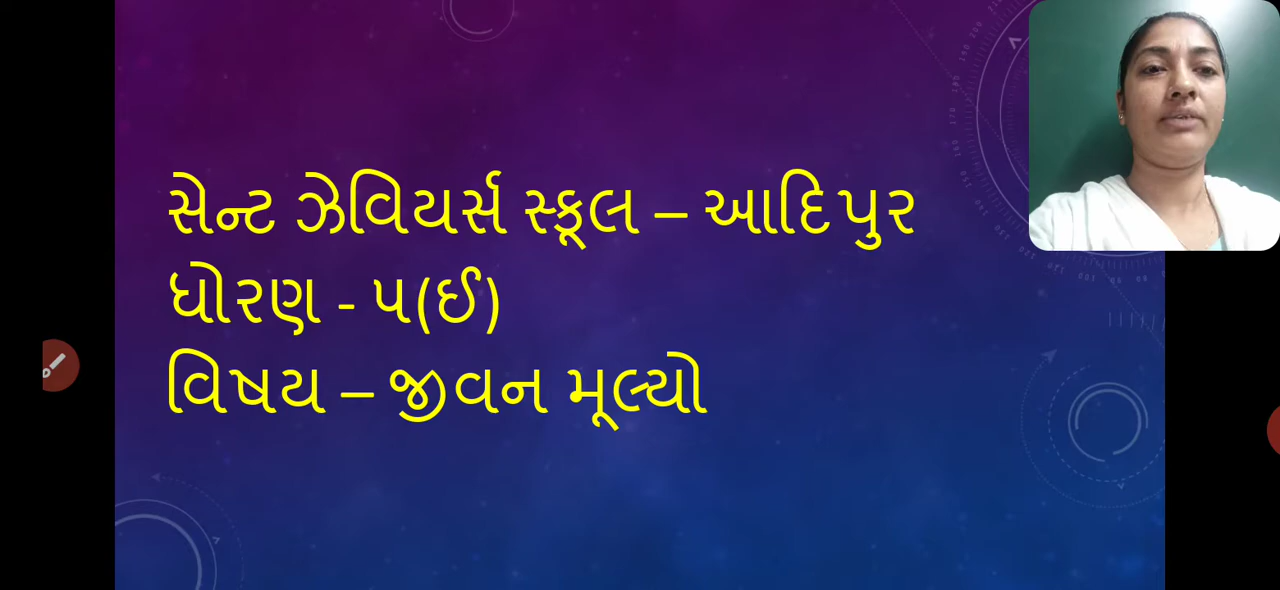 સેન્ટ ઝેવિયર્સ સ્કૂલ – આદિપુર
ધોરણ - ૫(ઈ)
વિષય – જીવન મૂલ્યો